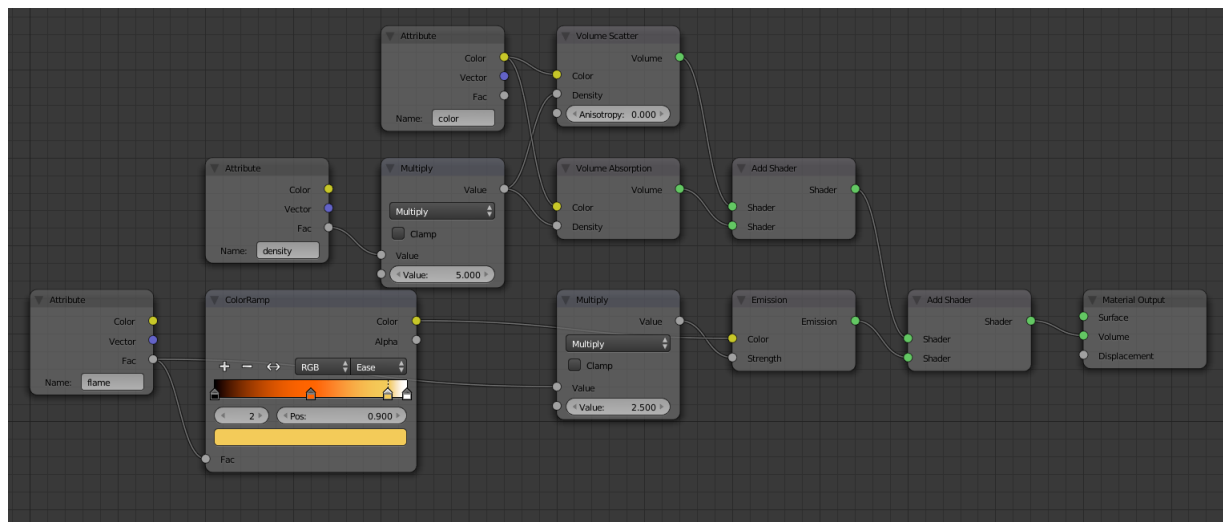 Attribute
Color
Vector
Fac
Name: color
Volume Scatter
Volume
Color
Density
Anisotropy: 0.000
Attribute
Color
Vector
Fac
Name: density
Multiply
Value
Multiply
Clamp
Value
Value: 5.000
Volume Absorption
Volume
Color
Density
Add Shader
Shader
Shader
Shader
Attribute
Color
Vector
Fac
Name: flame
ColorRamp
Color
Alpha
RGB Ease
2 Pos: 0.900
Fac
Multiply
Value
Multiply
Clamp
Value
Value: 2.500
Emission
Emission
Color
Strength
Add Shader
Shader
Shader
Shader
Material Output
Surface
Volume
Displacement